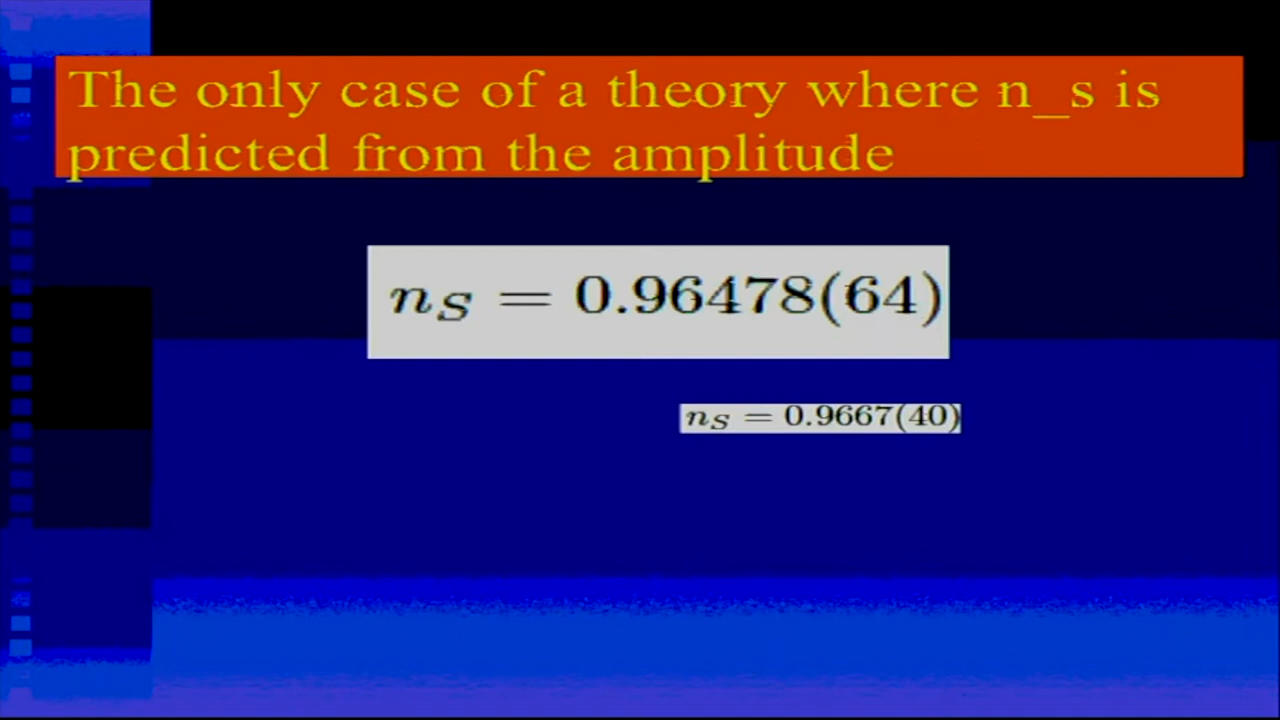 The only case of a theory where n_s is
predicted from the amplitude
n_S = 0.96478(64)
n_S = 0.9667(40)